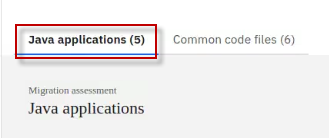 Java applications (5) Common code files (6)
Migration assessment
Java applications